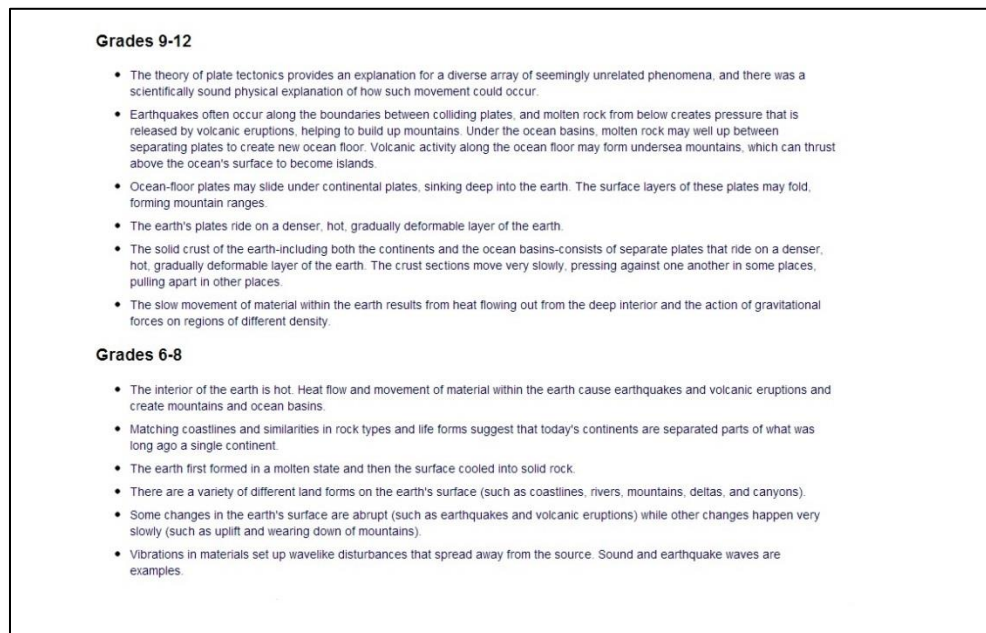 Grades 9-12
• The theory of plate tectonics provides an explanation for a diverse array of seemingly unrelated phenomena, and there was a
scientifically sound physical explanation of how such movement could occur.
• Earthquakes often occur along the boundaries between colliding plates, and molten rock from below creates pressure that is
released by volcanic eruptions, helping to build up mountains. Under the ocean basins, molten rock may well up between
separating plates to create new ocean floor. Volcanic activity along the ocean floor may form undersea mountains, which can thrust
above the ocean's surface to become islands.
• Ocean-floor plates may slide under continental plates, sinking deep into the earth. The surface layers of these plates may fold,
forming mountain ranges.
• The earth's plates ride on a denser, hot, gradually deformable layer of the earth.
• The solid crust of the earth-including both the continents and the ocean basins-consists of separate plates that ride on a denser,
hot, gradually deformable layer of the earth. The crust sections move very slowly, pressing against one another in some places,
pulling apart in other places.
• The slow movement of material within the earth results from heat flowing out from the deep interior and the action of gravitational
forces on regions of different density.
Grades 6-8
• The interior of the earth is hot. Heat flow and movement of material within the earth cause earthquakes and volcanic eruptions and
create mountains and ocean basins.
• Matching coastlines and similarities in rock types and life forms suggest that today's continents are separated parts of what was
long ago a single continent.
• The earth first formed in a molten state and then the surface cooled into solid rock.
• There are a variety of different land forms on the earth's surface (such as coastlines, rivers, mountains, deltas, and canyons).
• Some changes in the earth's surface are abrupt (such as earthquakes and volcanic eruptions) while other changes happen very
slowly (such as uplift and wearing down of mountains).
• Vibrations in materials set up wavelike disturbances that spread away from the source. Sound and earthquake waves are
examples.